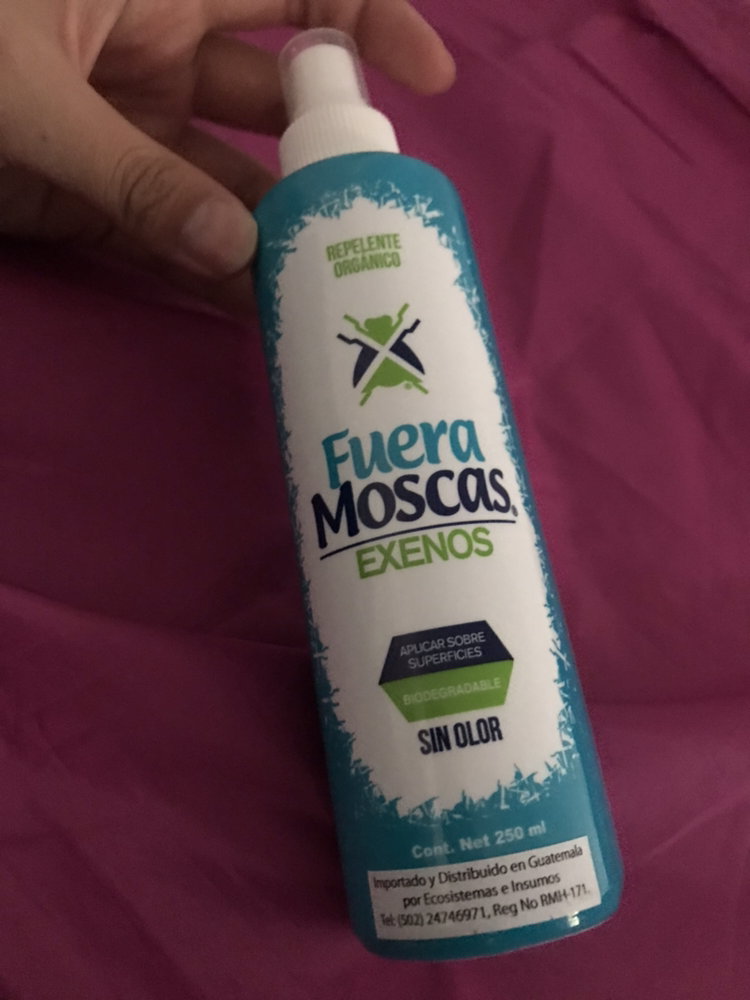 REPELENTE
ORGÁNICO
Fuera
Moscas®
EXENOS
APLICAR SOBRE
SUPERFICIES
BIODEGRADABLE
SIN OLOR
Cont. Net 250 ml
Importado y Distribuido en Guatemala
por Ecosistemas e Insumos
Tel: (502) 24746971, Reg No RMH-171.